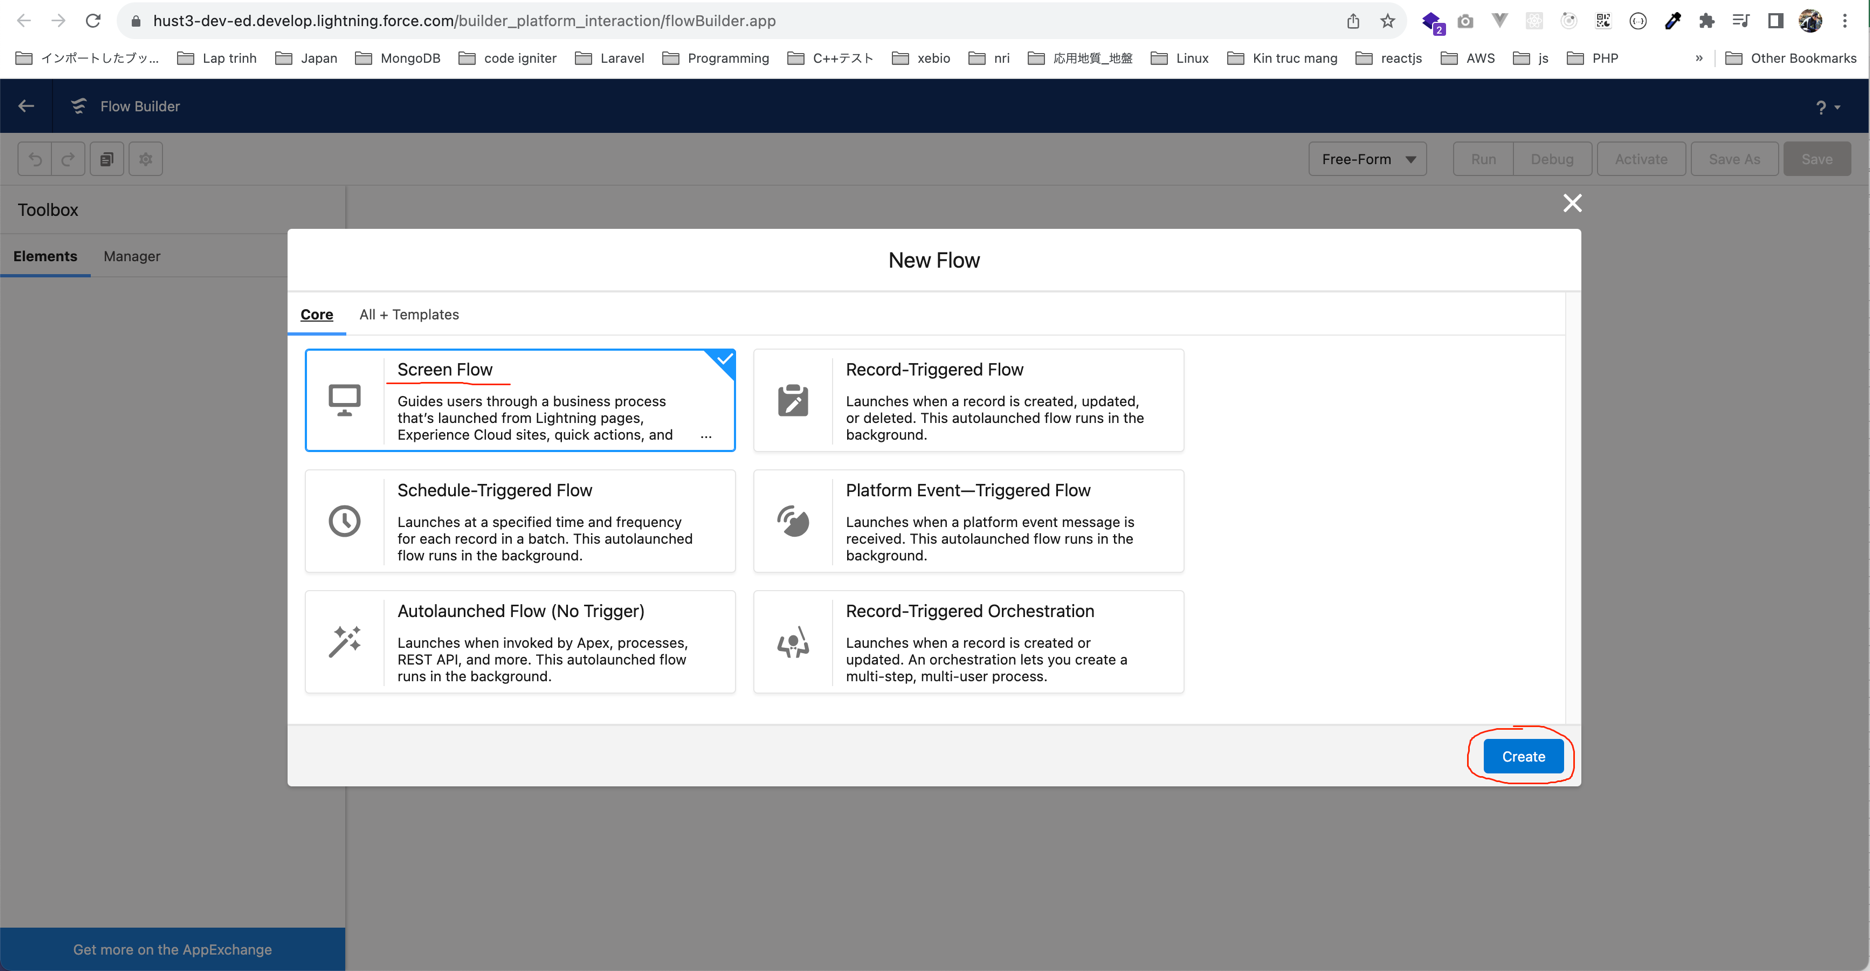 hust3-dev-ed.develop.lightning.force.com/builder_platform_interaction/flowBuilder.app
2
インポートしたブッ... Lap trinh Japan MongoDB code igniter Laravel Programming C++テスト xebio nri 応用地質_地盤 Linux Kin truc mang reactjs AWS js PHP » Other Bookmarks
Flow Builder ?
Free-Form Run Debug Activate Save As Save
Toolbox
Elements Manager
New Flow
Core All + Templates
Screen Flow
Guides users through a business process
that's launched from Lightning pages,
Experience Cloud sites, quick actions, and ...
Record-Triggered Flow
Launches when a record is created, updated,
or deleted. This autolaunched flow runs in the
background.
Schedule-Triggered Flow
Launches at a specified time and frequency
for each record in a batch. This autolaunched
flow runs in the background.
Platform Event—Triggered Flow
Launches when a platform event message is
received. This autolaunched flow runs in the
background.
Autolaunched Flow (No Trigger)
Launches when invoked by Apex, processes,
REST API, and more. This autolaunched flow
runs in the background.
Record-Triggered Orchestration
Launches when a record is created or
updated. An orchestration lets you create a
multi-step, multi-user process.
Create
Get more on the AppExchange